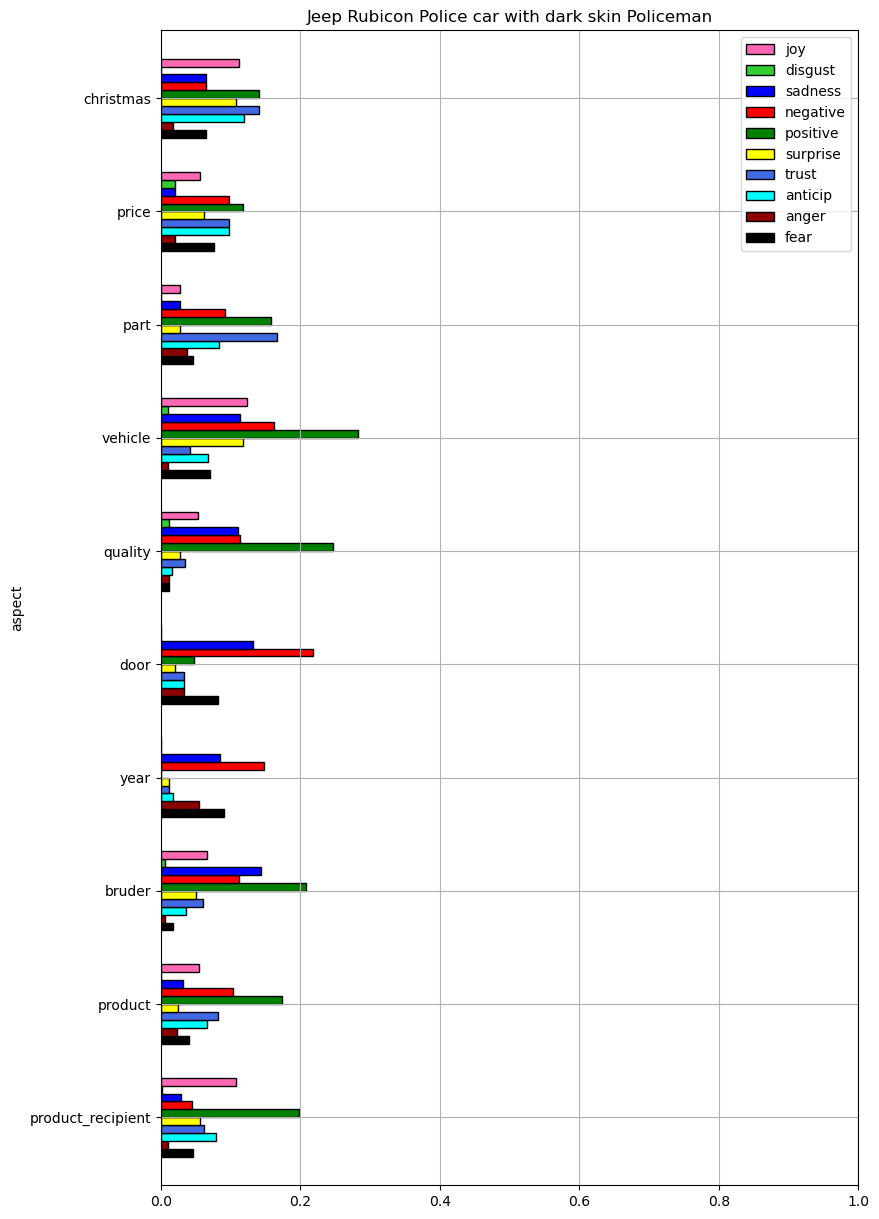 Jeep Rubicon Police car with dark skin Policeman
joy
disgust
sadness
negative
positive
surprise
trust
anticip
anger
fear
christmas
price
part
vehicle
quality
door
year
bruder
product
product_recipient
aspect
0.0 0.2 0.4 0.6 0.8 1.0